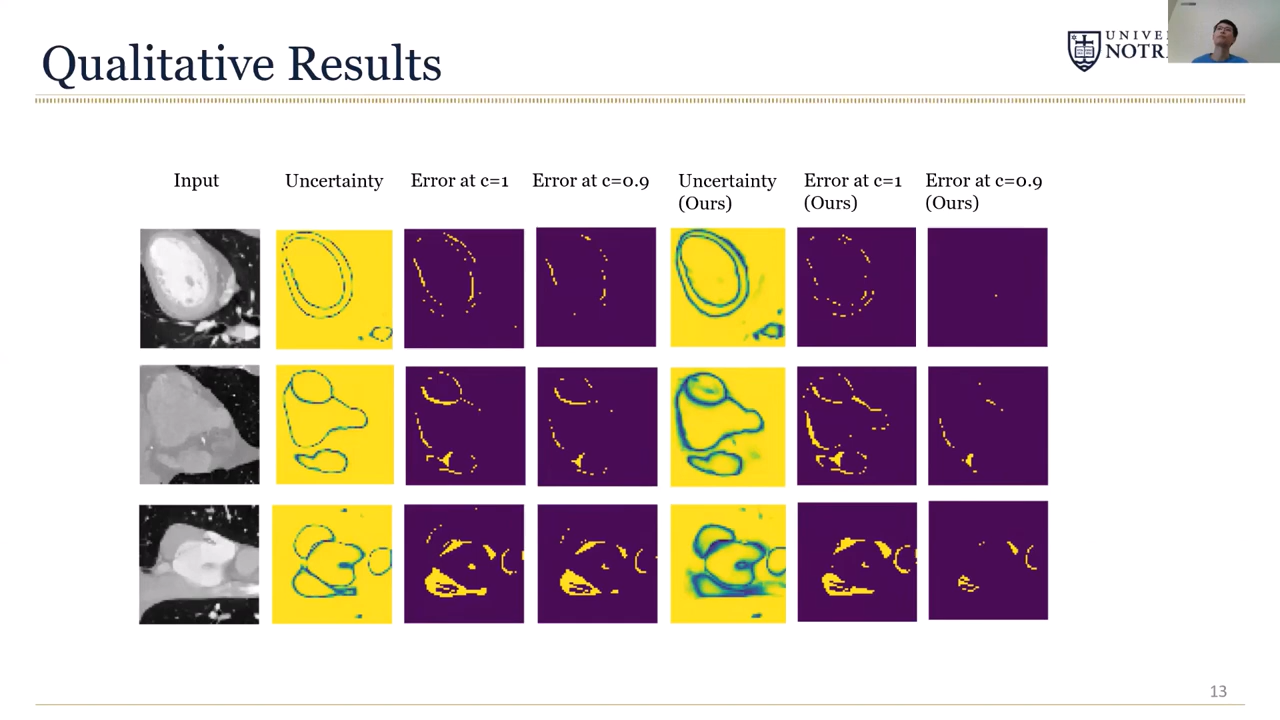 Qualitative Results
UNIVE
NOTR
Input
Uncertainty
Error at c=1
Error at c=0.9
Uncertainty
(Ours)
Error at c=1
(Ours)
Error at c=0.9
(Ours)
13